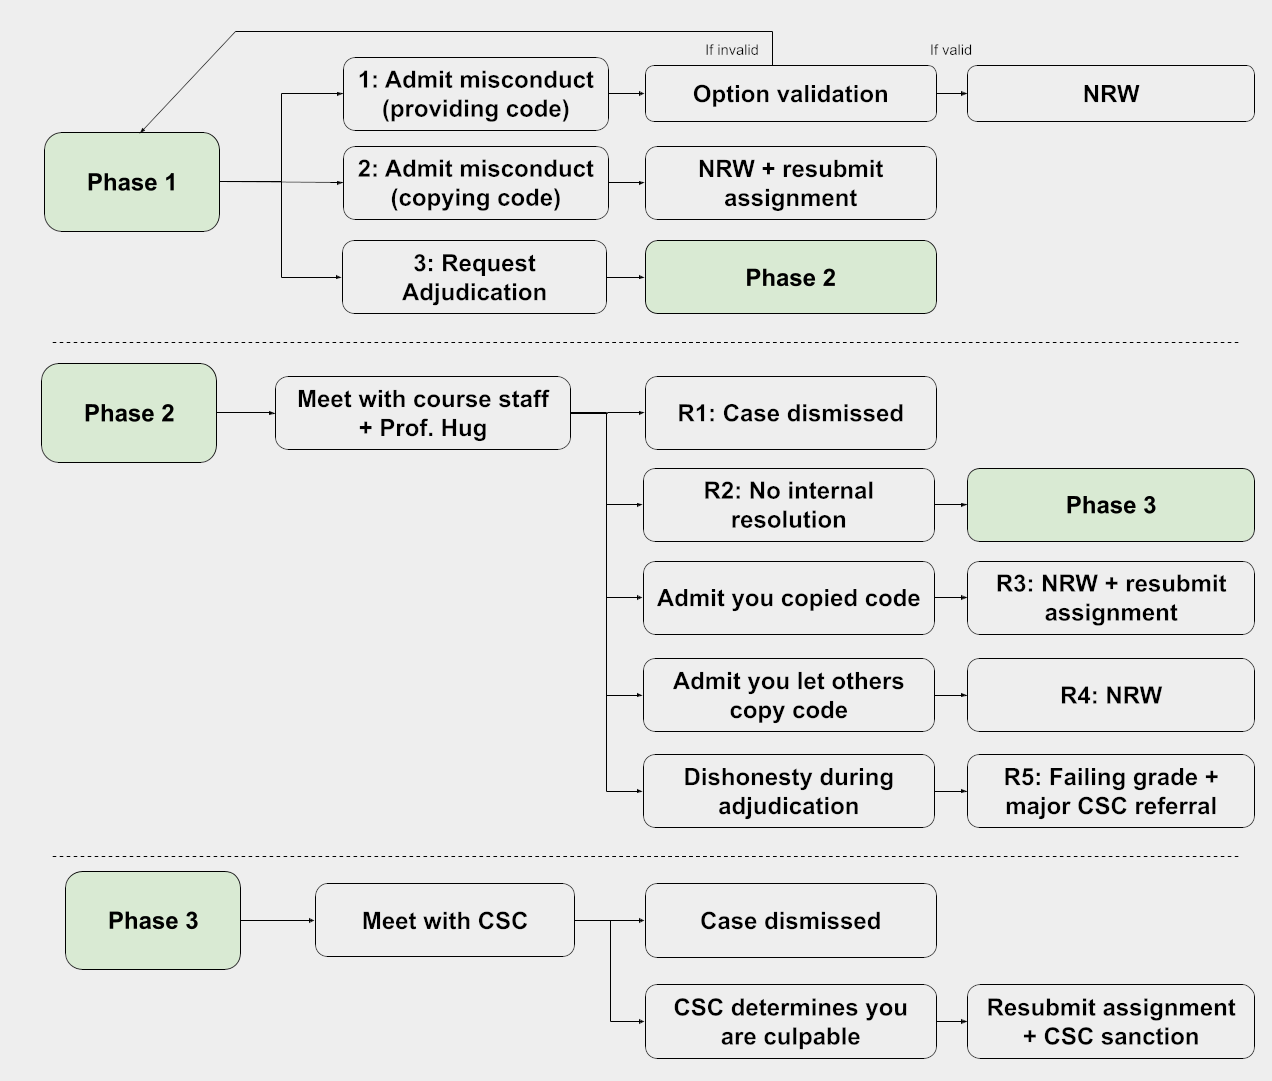 If invalid
If valid
1: Admit misconduct
(providing code)
Option validation
NRW
Phase 1
2: Admit misconduct
(copying code)
NRW + resubmit
assignment
3: Request
Adjudication
Phase 2
Phase 2
Meet with course staff
+ Prof. Hug
R1: Case dismissed
R2: No internal
resolution
Phase 3
Admit you copied code
R3: NRW + resubmit
assignment
Admit you let others
copy code
R4: NRW
Dishonesty during
adjudication
R5: Failing grade +
major CSC referral
Phase 3
Meet with CSC
Case dismissed
CSC determines you
are culpable
Resubmit assignment
+ CSC sanction